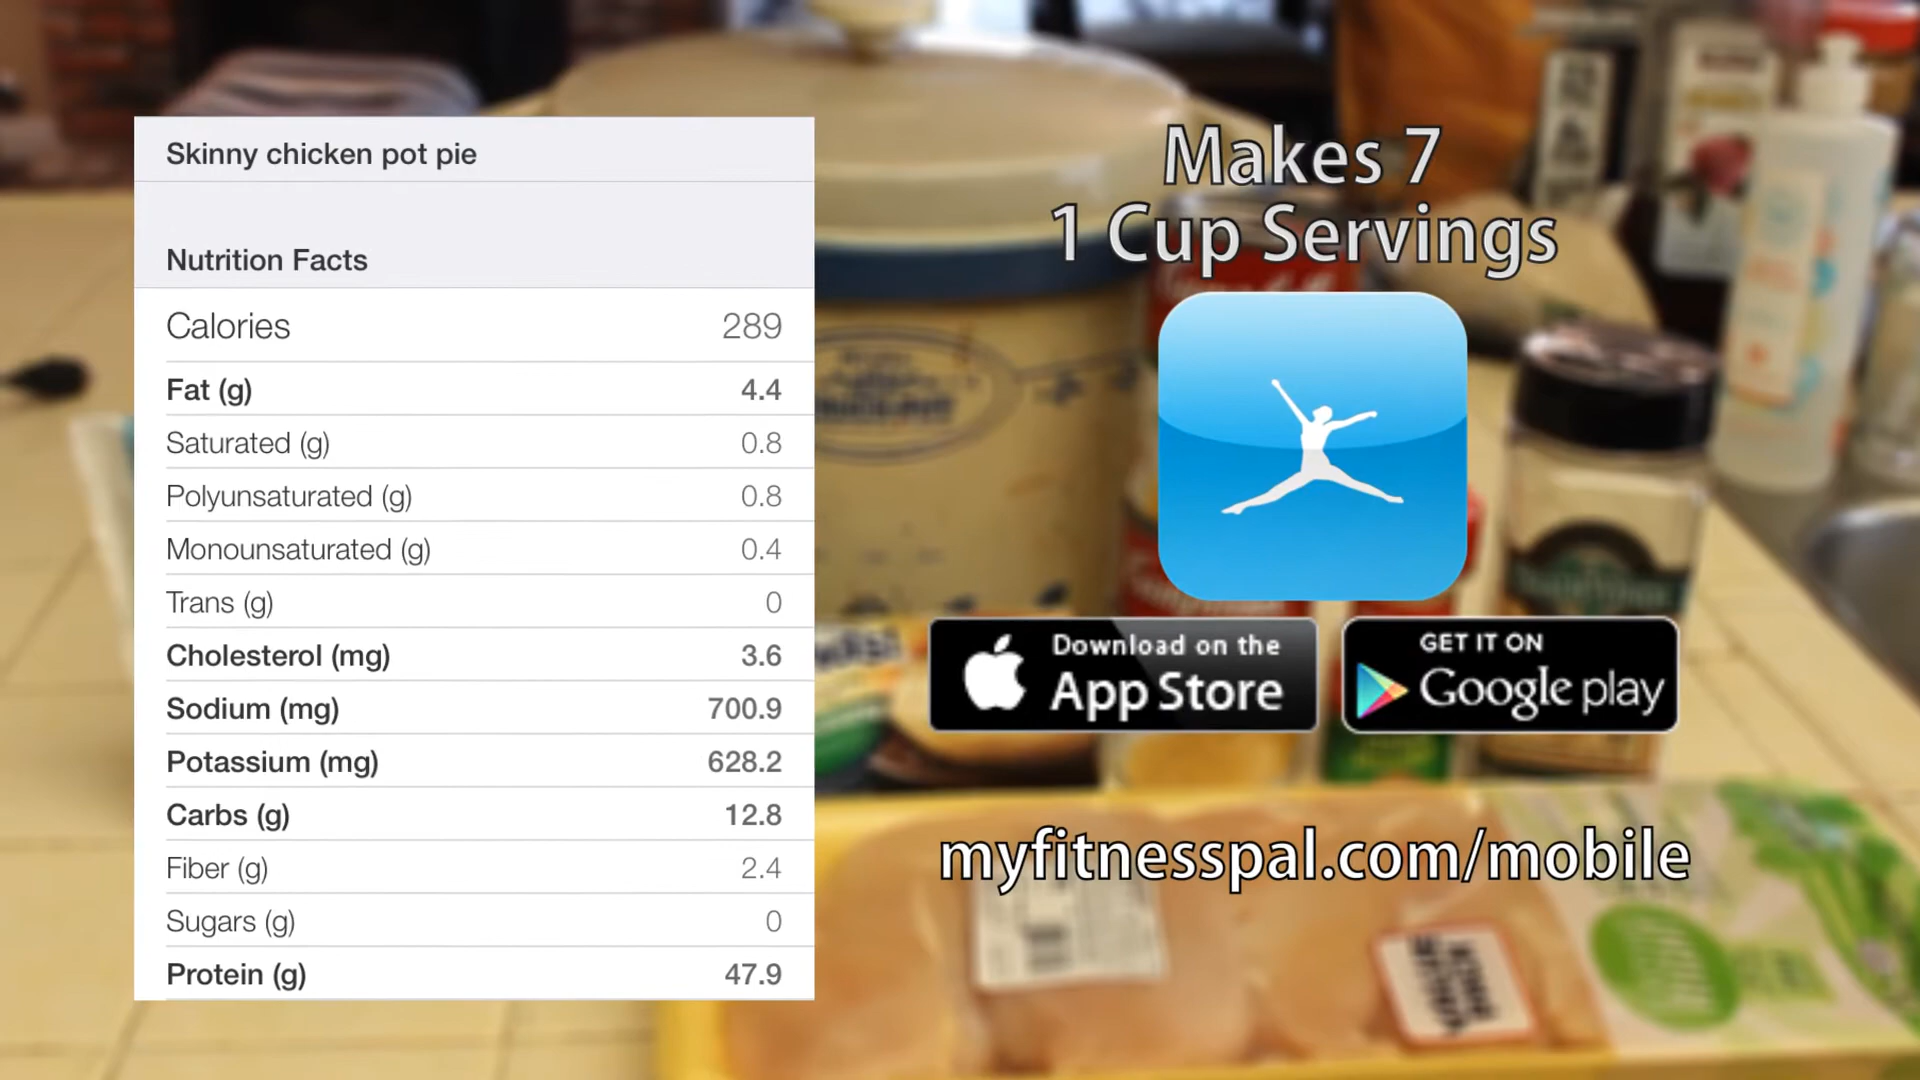 Skinny chicken pot pie
Nutrition Facts
Calories 289
Fat (g) 4.4
Saturated (g) 0.8
Polyunsaturated (g) 0.8
Monounsaturated (g) 0.4
Trans (g) 0
Cholesterol (mg) 3.6
Sodium (mg) 700.9
Potassium (mg) 628.2
Carbs (g) 12.8
Fiber (g) 2.4
Sugars (g) 0
Protein (g) 47.9
Makes 7
1 Cup Servings
Download on the
App Store
GET IT ON
Google play
myfitnesspal.com/mobile